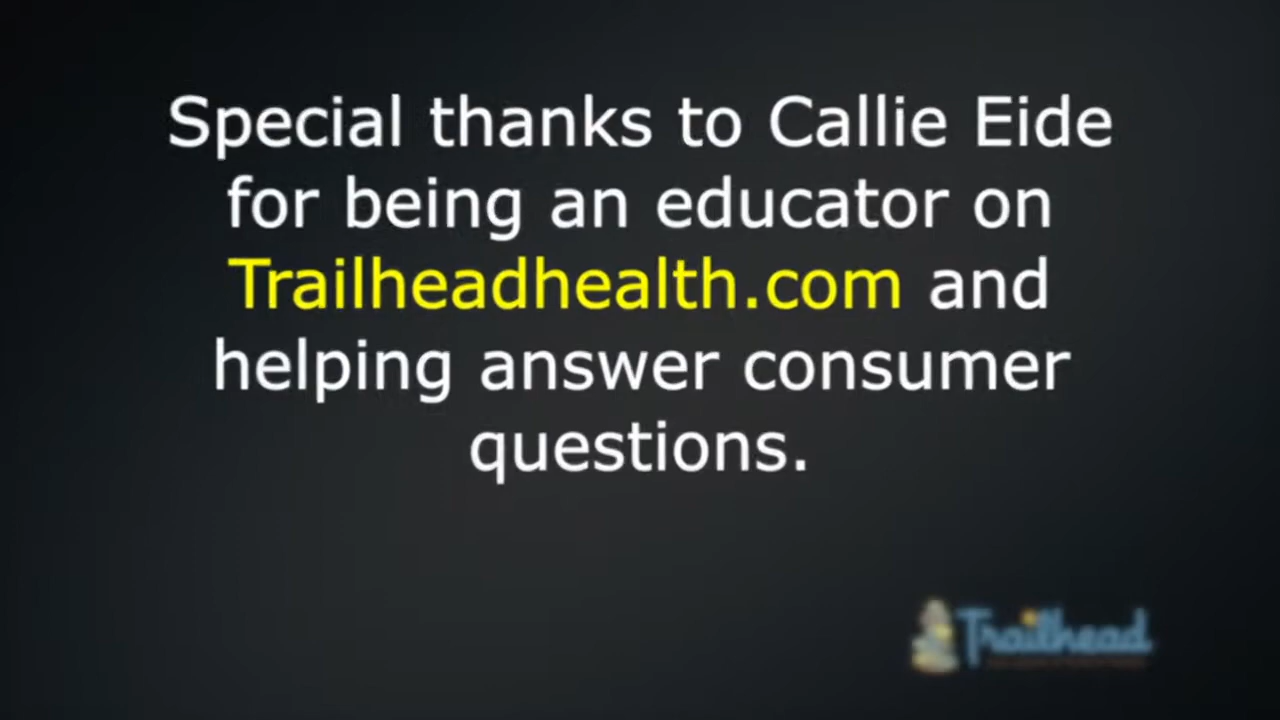 Special thanks to Callie Eide
for being an educator on
Trailheadhealth.com and
helping answer consumer
questions.
Trailhead